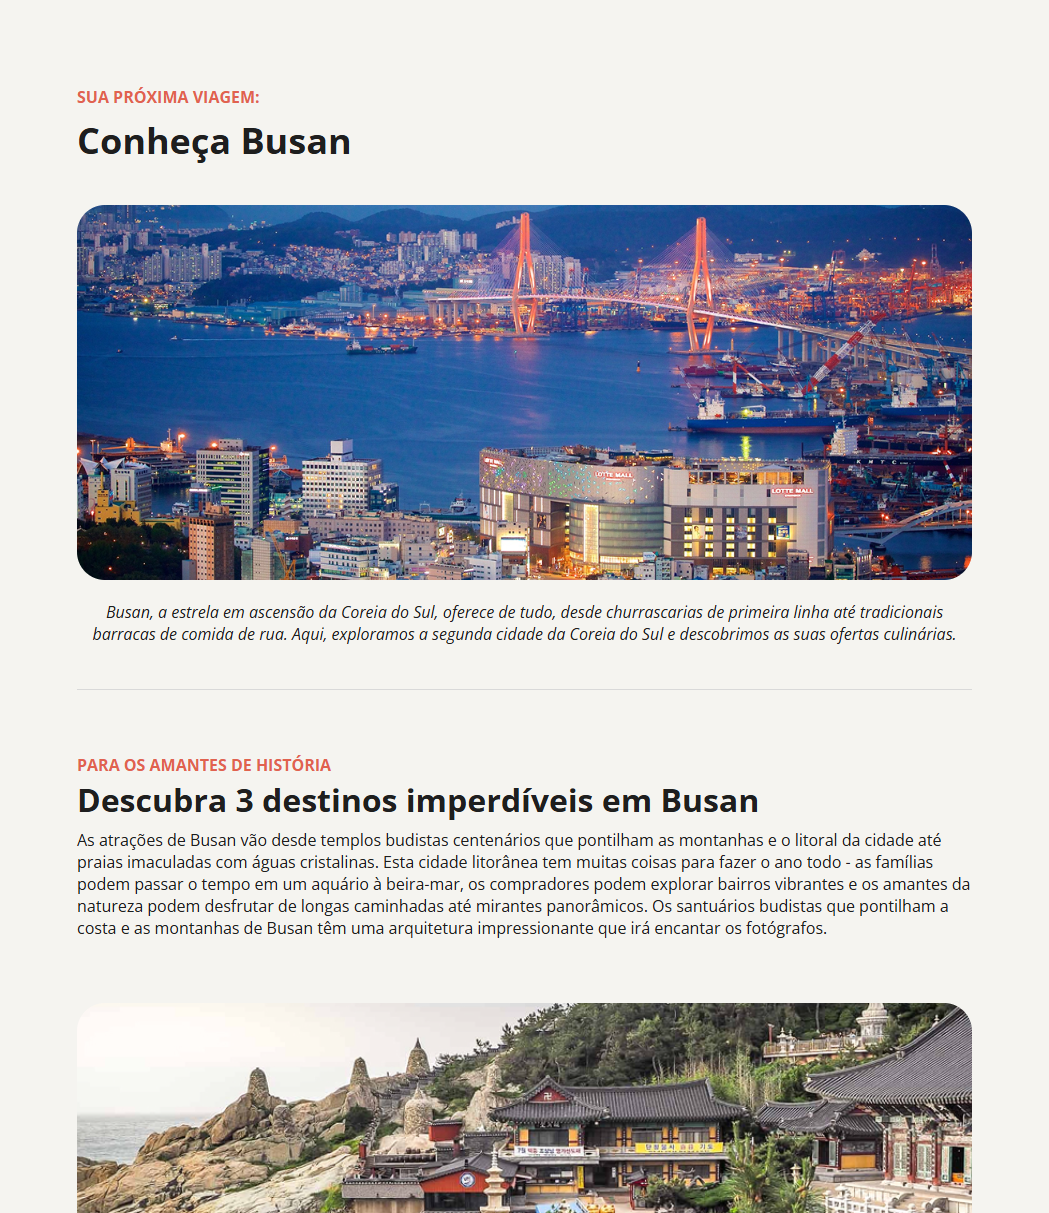 SUA PRÓXIMA VIAGEM:
Conheça Busan
LOTTE MALL
LOTTE MALL
Busan, a estrela em ascensão da Coreia do Sul, oferece de tudo, desde churrascarias de primeira linha até tradicionais
barracas de comida de rua. Aqui, exploramos a segunda cidade da Coreia do Sul e descobrimos as suas ofertas culinárias.
PARA OS AMANTES DE HISTÓRIA
Descubra 3 destinos imperdíveis em Busan
As atrações de Busan vão desde templos budistas centenários que pontilham as montanhas e o litoral da cidade até
praias imaculadas com águas cristalinas. Esta cidade litorânea tem muitas coisas para fazer o ano todo - as famílias
podem passar o tempo em um aquário à beira-mar, os compradores podem explorar bairros vibrantes e os amantes da
natureza podem desfrutar de longas caminhadas até mirantes panorâmicos. Os santuários budistas que pontilham a
costa e as montanhas de Busan têm uma arquitetura impressionante que irá encantar os fotógrafos.